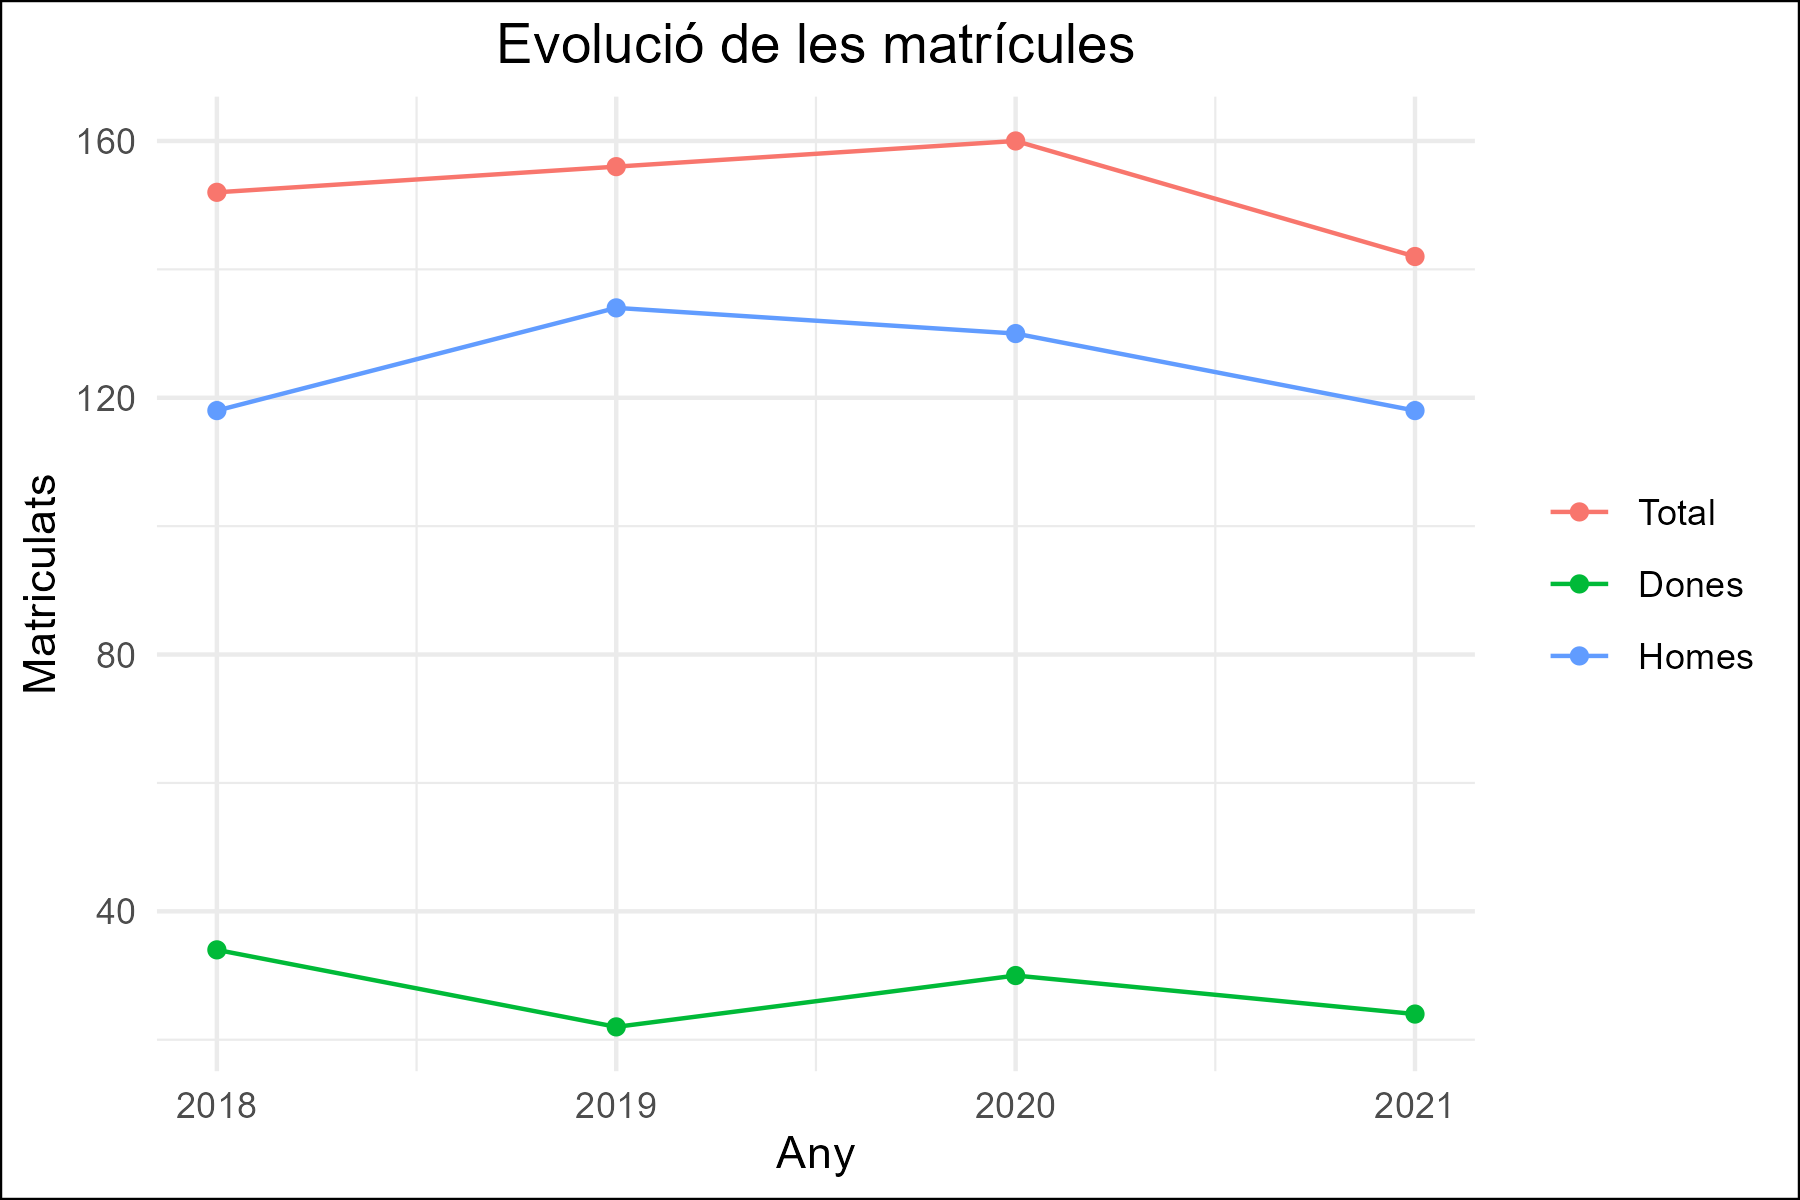 Evolució de les matrícules
160
120
80
40
Matriculats
2018 2019 2020 2021
Any
Total
Dones
Homes